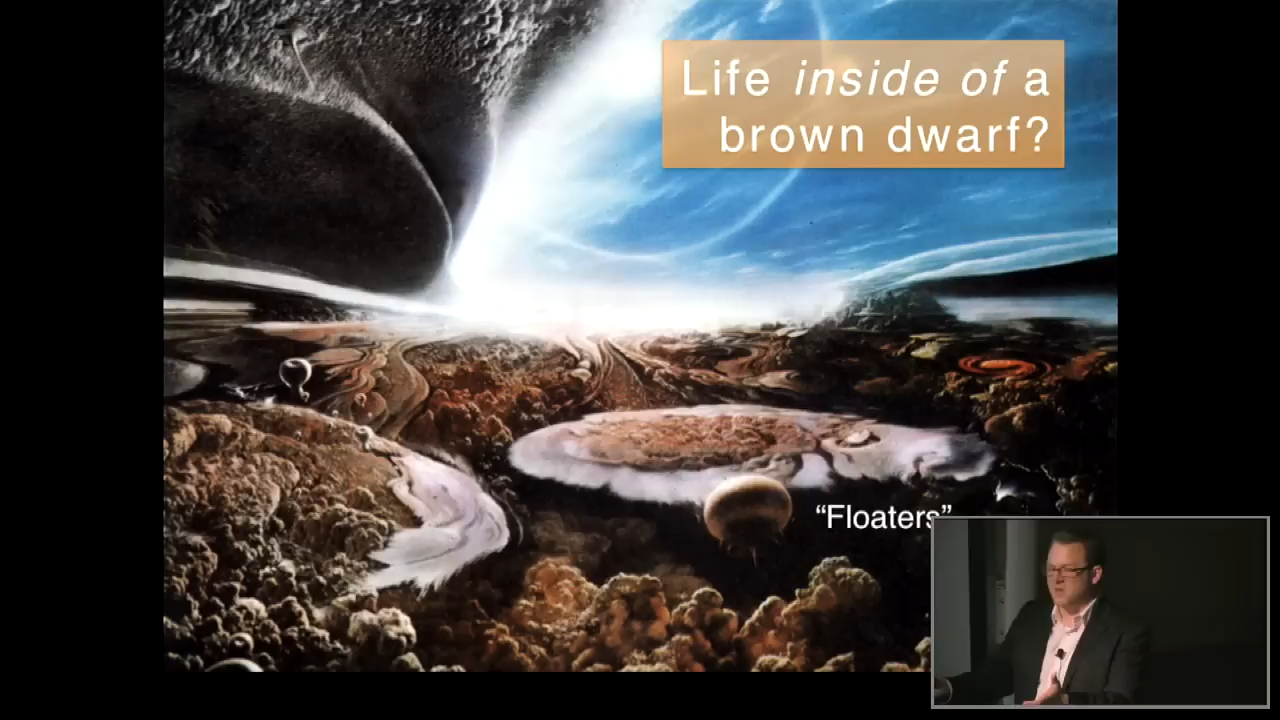 Life inside of a
brown dwarf?
“Floaters”